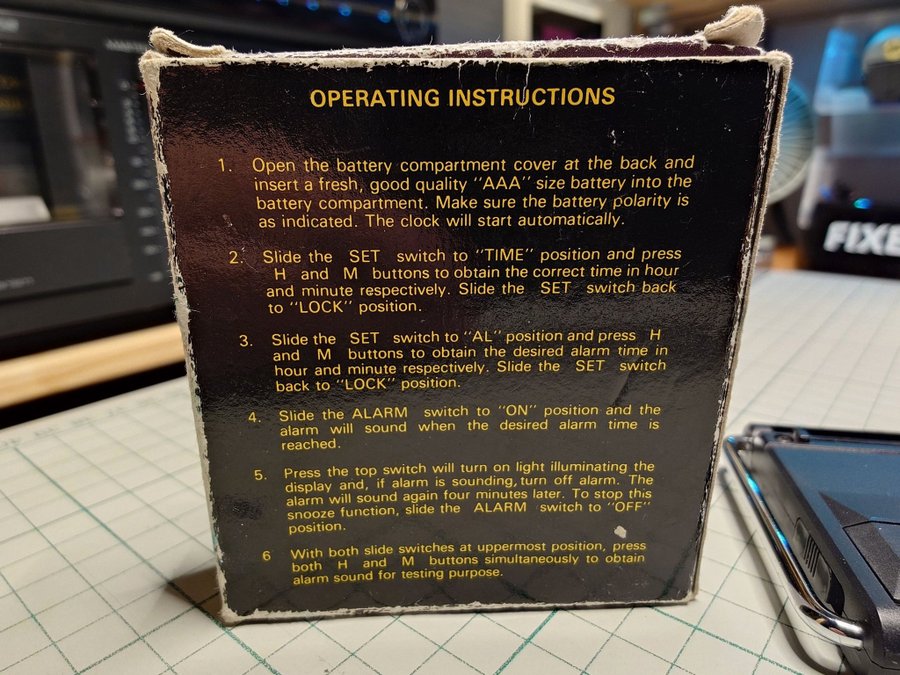 OPERATING INSTRUCTIONS
1. Open the battery compartment cover at the back and
insert a fresh, good quality "AAA" size battery into the
battery compartment. Make sure the battery polarity is
as indicated. The clock will start automatically.
2. Slide the SET switch to "TIME" position and press
H and M buttons to obtain the correct time in hour
and minute respectively. Slide the SET switch back
to "LOCK" position.
3. Slide the SET switch to "AL" position and press H
and M buttons to obtain the desired alarm time in
hour and minute respectively. Slide the SET switch
back to "LOCK" position.
4. Slide the ALARM switch to "ON" position and the
alarm will sound when the desired alarm time is
reached.
5. Press the top switch will turn on light illuminating the
display and, if alarm is sounding, turn off alarm. The
alarm will sound again four minutes later. To stop this
snooze function, slide the ALARM switch to "OFF"
position.
6 With both slide switches at uppermost position, press
both H and M buttons simultaneously to obtain
alarm sound for testing purpose.